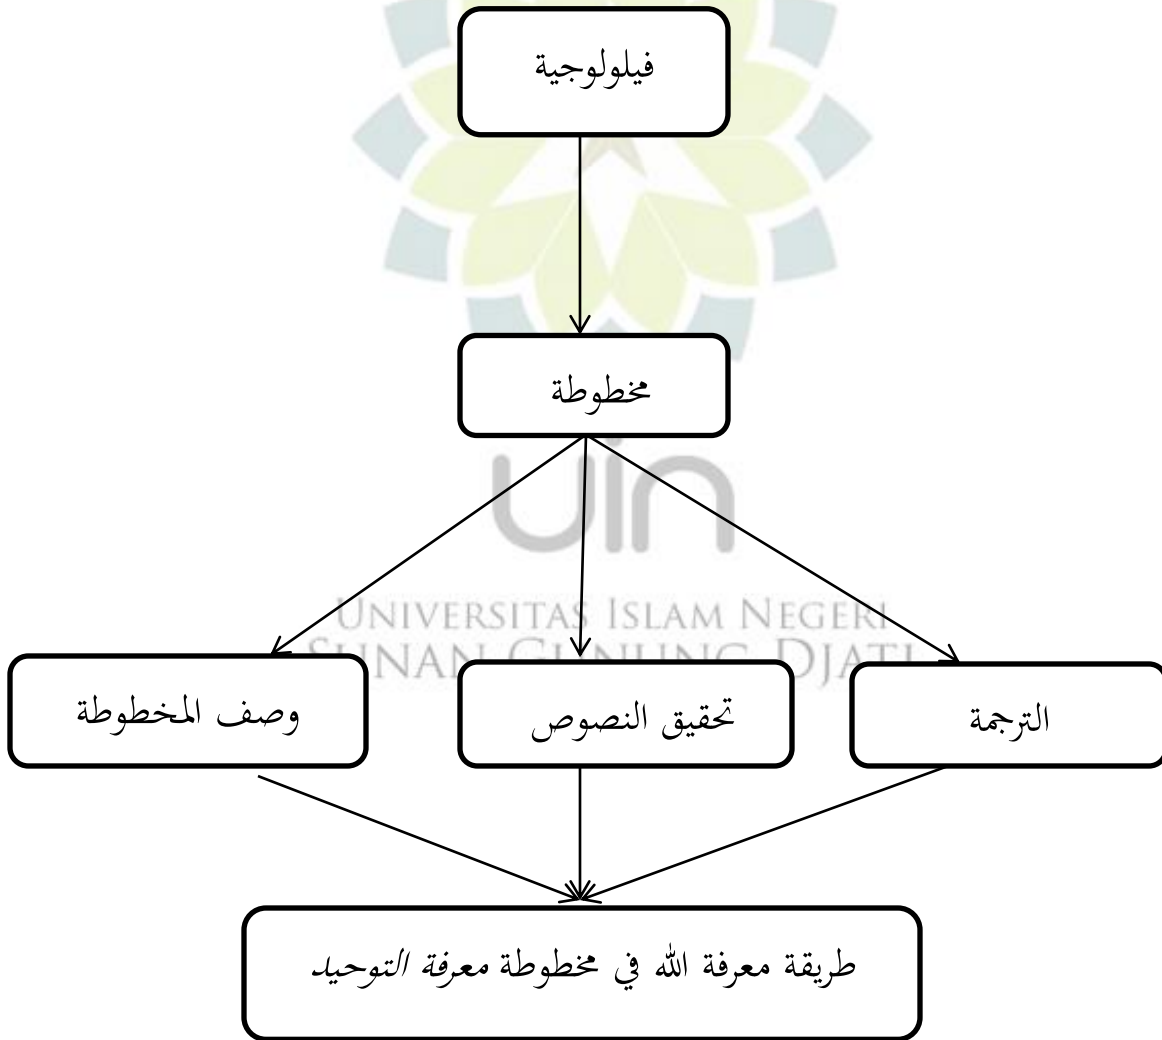 فيلولوجية
مخطوطة
uin
UNIVERSITAS ISLAM NEGERI
SUNAN GUNUNG DJATI
الترجمة
تحقيق النصوص
وصف المخطوطة
طريقة معرفة الله في مخطوطة معرفة التوحيد